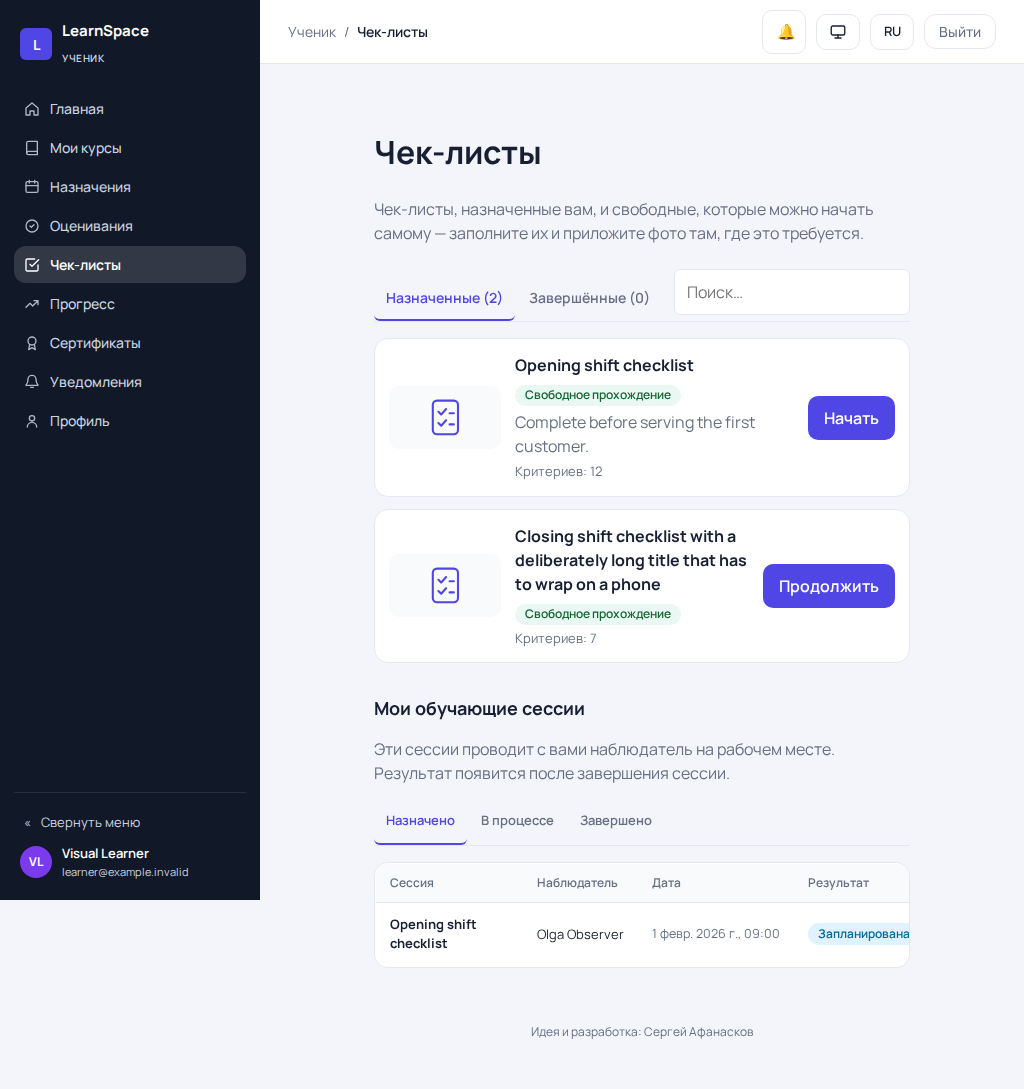 L
LearnSpace
УЧЕНИК
Главная
Мои курсы
Назначения
Оценивания
Чек-листы
Прогресс
Сертификаты
Уведомления
Профиль
« Свернуть меню
VL
Visual Learner
learner@example.invalid
Ученик / Чек-листы
RU
Выйти
Чек-листы
Чек-листы, назначенные вам, и свободные, которые можно начать
самому — заполните их и приложите фото там, где это требуется.
Назначенные (2) Завершённые (0) Поиск...
Opening shift checklist
Свободное прохождение
Complete before serving the first
customer.
Критериев: 12
Начать
Closing shift checklist with a
deliberately long title that has
to wrap on a phone
Свободное прохождение
Критериев: 7
Продолжить
Мои обучающие сессии
Эти сессии проводит с вами наблюдатель на рабочем месте.
Результат появится после завершения сессии.
Назначено В процессе Завершено
Сессия Наблюдатель Дата Результат
Opening shift
checklist
Olga Observer 1 февр. 2026 г., 09:00 Запланирована
Идея и разработка: Сергей Афанасков